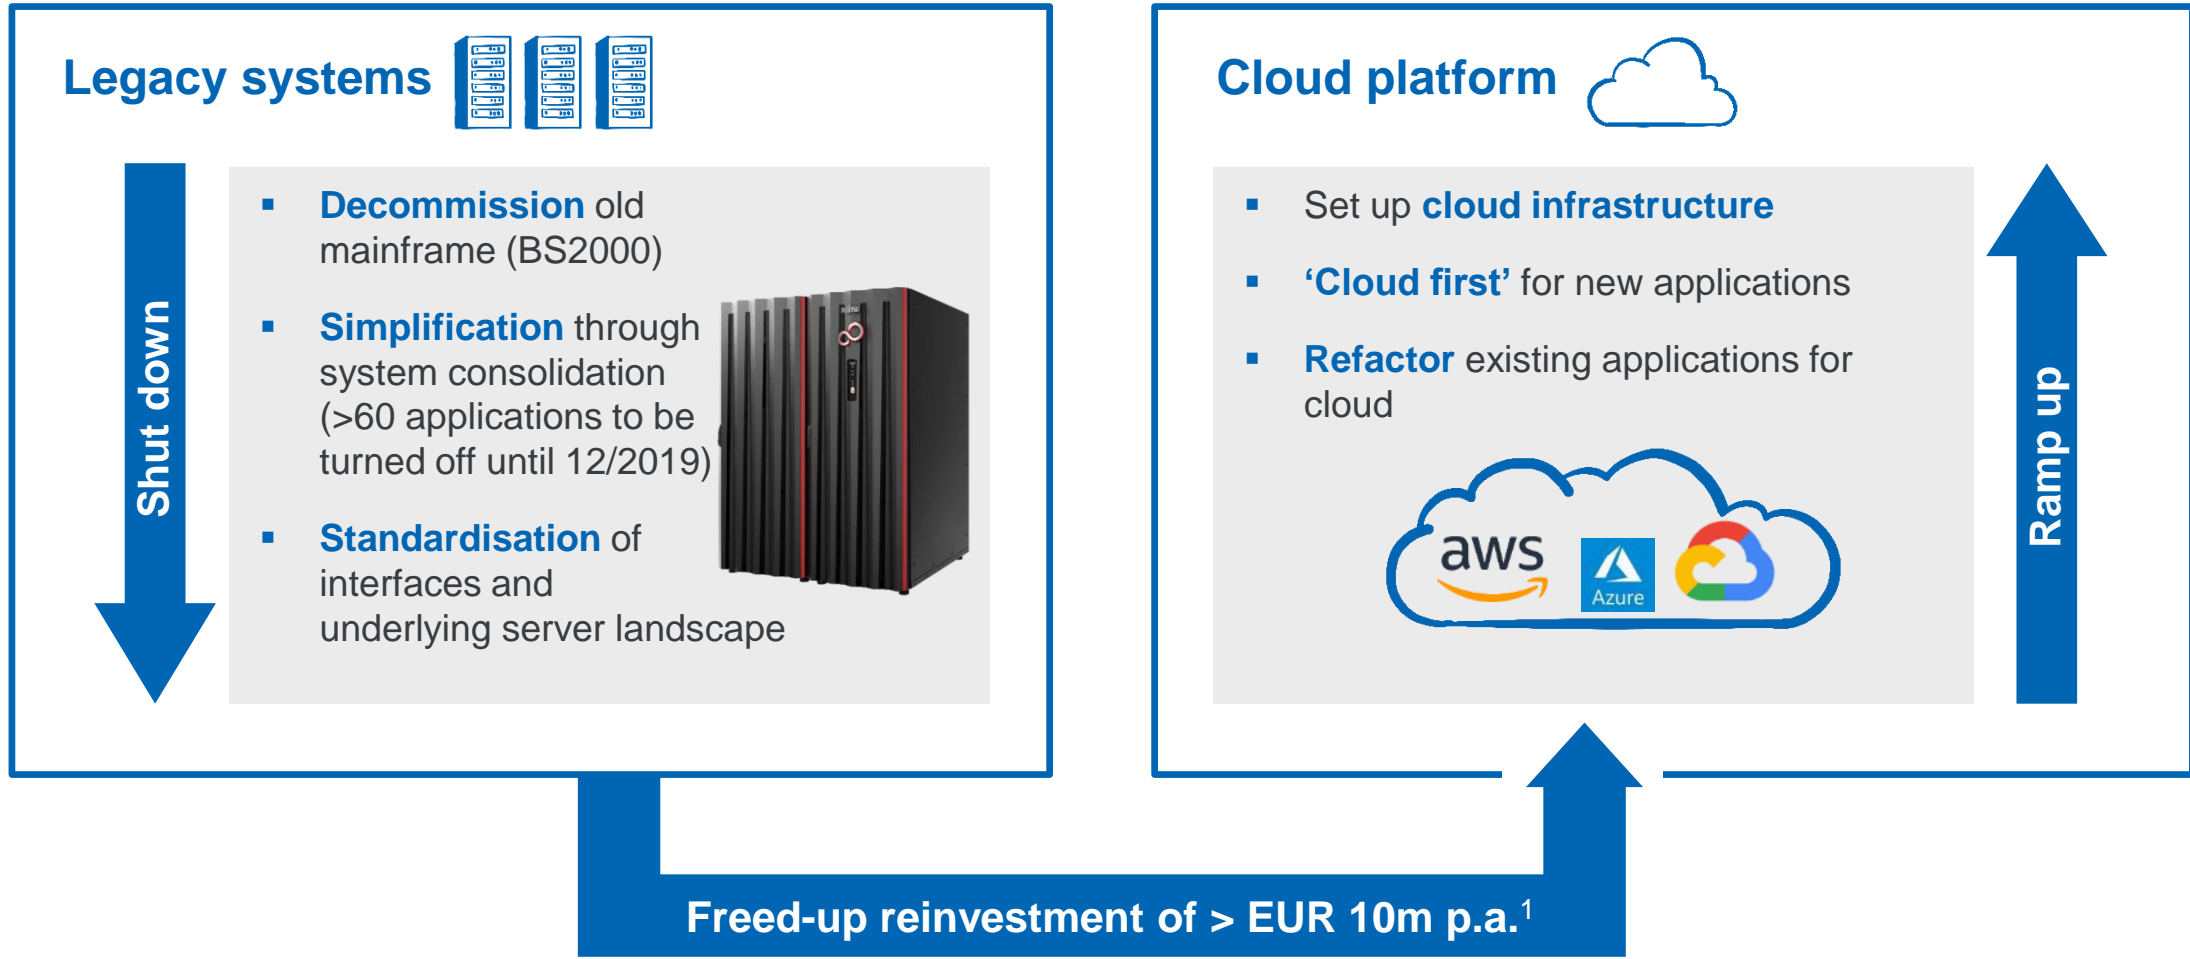 Legacy systems
Shut down
▪ Decommission old
mainframe (BS2000)
▪ Simplification through
system consolidation
(>60 applications to be
turned off until 12/2019)
▪ Standardisation of
interfaces and
underlying server landscape
Cloud platform
▪ Set up cloud infrastructure
▪ ‘Cloud first’ for new applications
▪ Refactor existing applications for
cloud
aws
Azure
Ramp up
Freed-up reinvestment of > EUR 10m p.a.¹